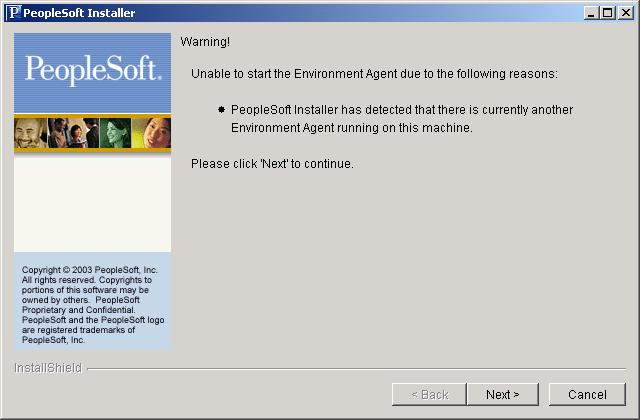 PeopleSoft Installer
PeopleSoft.
Warning!
Unable to start the Environment Agent due to the following reasons:
PeopleSoft Installer has detected that there is currently another
Environment Agent running on this machine.
Please click 'Next' to continue.
Copyright © 2003 PeopleSoft, Inc.
All rights reserved. Copyrights to
portions of this software may be
owned by others. PeopleSoft
Proprietary and Confidential.
PeopleSoft and the PeopleSoft logo
are registered trademarks of
PeopleSoft, Inc.
InstallShield
< Back Next > Cancel